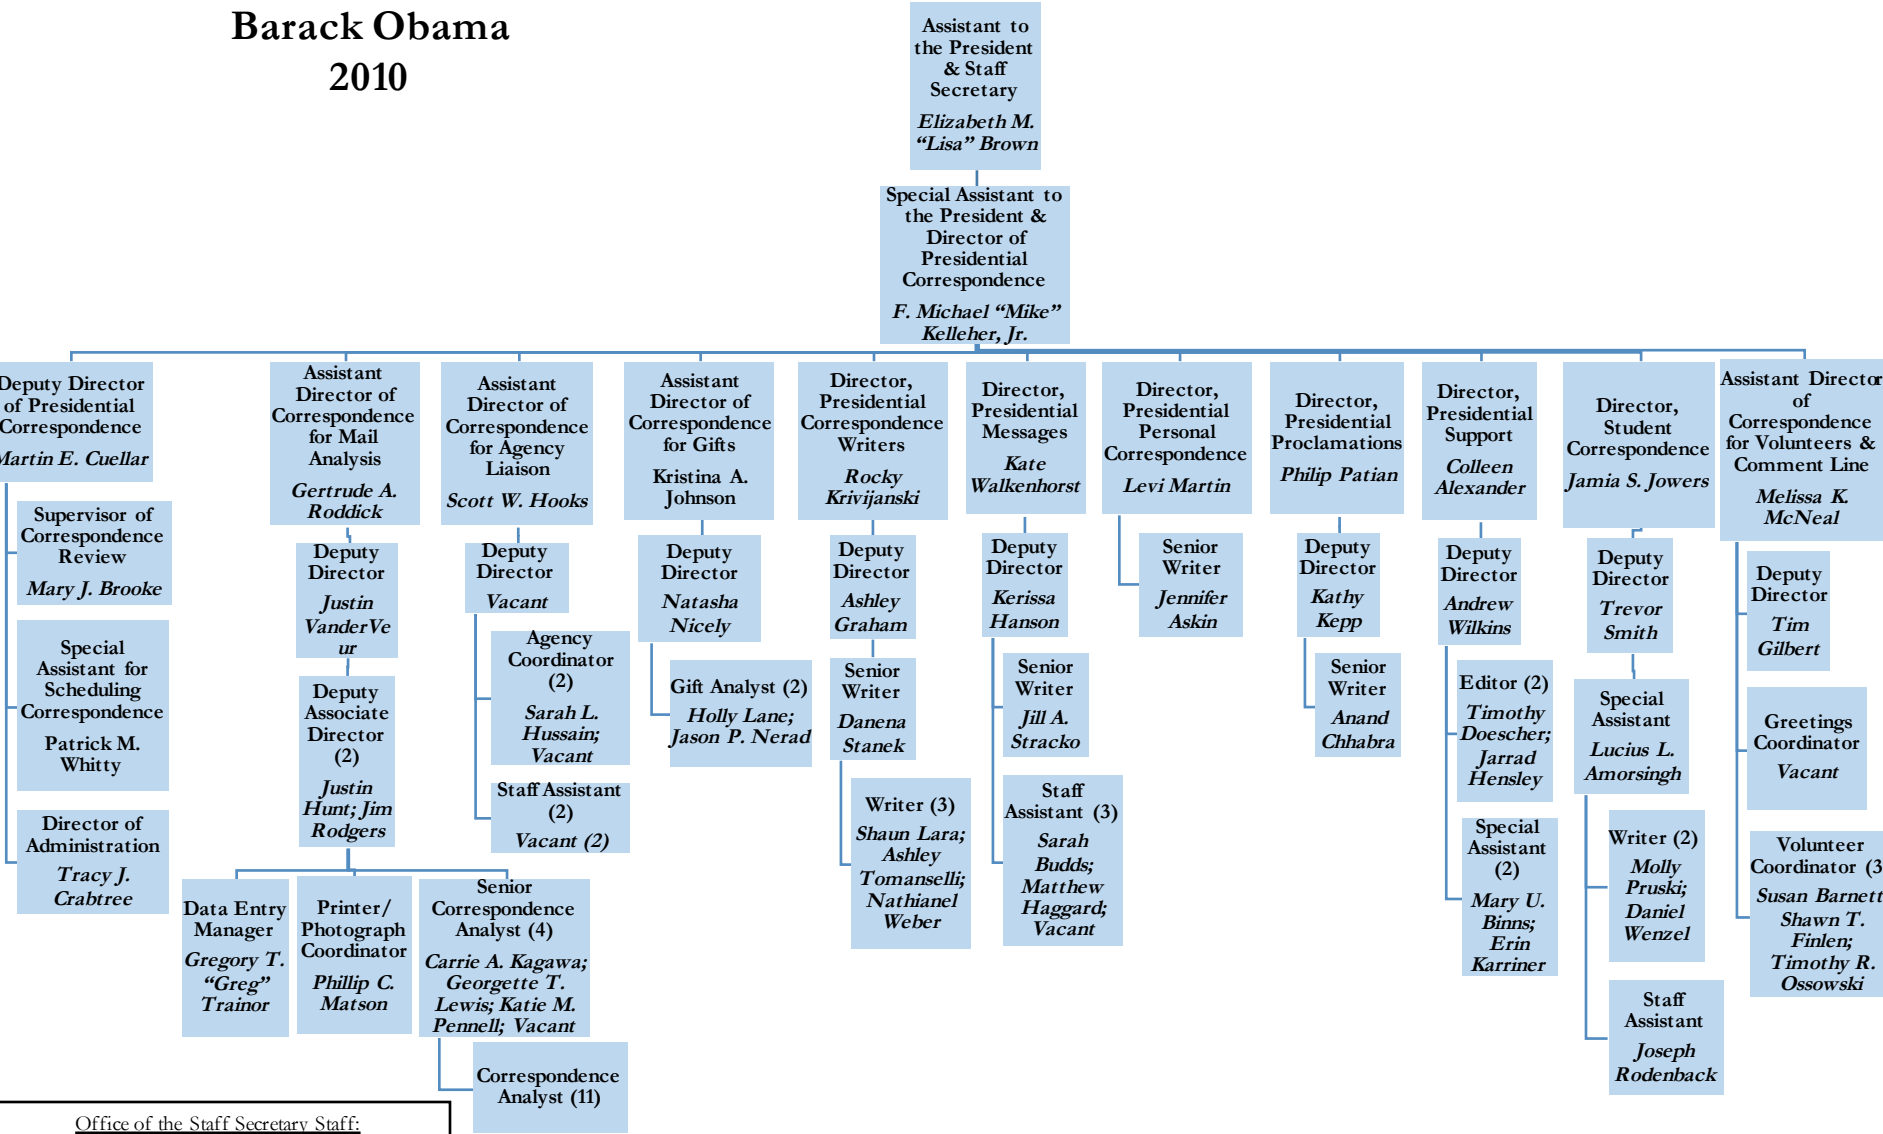 Barack Obama
2010
Assistant to
the President
& Staff
Secretary
Elizabeth M.
“Lisa” Brown
Special Assistant to
the President &
Director of
Presidential
Correspondence
F. Michael “Mike”
Kelleher, Jr.
Deputy Director
of Presidential
Correspondence
Martin E. Cuellar
Supervisor of
Correspondence
Review
Mary J. Brooke
Special
Assistant for
Scheduling
Correspondence
Patrick M.
Whitty
Director of
Administration
Tracy J.
Crabtree
Assistant
Director of
Correspondence
for Mail
Analysis
Gertrude A.
Roddick
Deputy
Director
Justin
VanderVe
ur
Deputy
Associate
Director
(2)
Justin
Hunt; Jim
Rodgers
Data Entry
Manager
Gregory T.
“Greg”
Trainor
Printer/
Photograph
Coordinator
Phillip C.
Matson
Senior
Correspondence
Analyst (4)
Carrie A. Kagawa;
Georgette T.
Lewis; Katie M.
Pennell; Vacant
Correspondence
Analyst (11)
Assistant
Director of
Correspondence
for Agency
Liaison
Scott W. Hooks
Deputy
Director
Vacant
Agency
Coordinator
(2)
Sarah L.
Hussain;
Vacant
Staff Assistant
(2)
Vacant (2)
Assistant
Director of
Correspondence
for Gifts
Kristina A.
Johnson
Deputy
Director
Natasha
Nicely
Gift Analyst (2)
Holly Lane;
Jason P. Nerad
Director,
Presidential
Correspondence
Writers
Rocky
Krivijanski
Deputy
Director
Ashley
Graham
Senior
Writer
Danena
Stanek
Writer (3)
Shaun Lara;
Ashley
Tomanselli;
Nathianel
Weber
Director,
Presidential
Messages
Kate
Walkenhorst
Deputy
Director
Kerissa
Hanson
Senior
Writer
Jill A.
Stracko
Staff
Assistant (3)
Sarah
Budds;
Matthew
Haggard;
Vacant
Director,
Presidential
Personal
Correspondence
Levi Martin
Senior
Writer
Jennifer
Askin
Director,
Presidential
Proclamations
Philip Patian
Deputy
Director
Kathy
Kepp
Senior
Writer
Anand
Chhabra
Director,
Presidential
Support
Colleen
Alexander
Deputy
Director
Andrew
Wilkins
Editor (2)
Timothy
Doescher;
Jarrad
Hensley
Special
Assistant
(2)
Mary U.
Binns;
Erin
Karriner
Director,
Student
Correspondence
Jamia S. Jowers
Deputy
Director
Trevor
Smith
Special
Assistant
Lucius L.
Amorsingh
Writer (2)
Molly
Pruski;
Daniel
Wenzel
Staff
Assistant
Joseph
Rodenback
Assistant Director
of
Correspondence
for Volunteers &
Comment Line
Melissa K.
McNeal
Deputy
Director
Tim
Gilbert
Greetings
Coordinator
Vacant
Volunteer
Coordinator (3
Susan Barnett
Shawn T.
Finlen;
Timothy R.
Ossowski
Office of the Staff Secretary Staff: